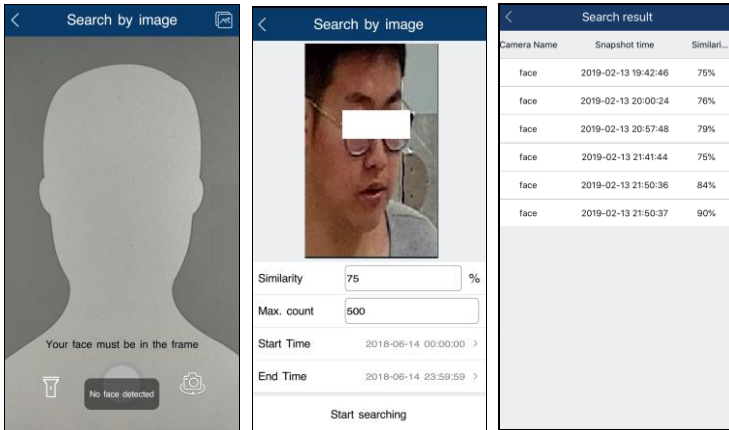 Search by image
Your face must be in the frame
No face detected
Search by image
Similarity 75 %
Max. count 500
Start Time 2018-06-14 00:00:00
End Time 2018-06-14 23:59:59
Start searching
Search result
Camera Name Snapshot time Similari...
face 2019-02-13 19:42:46 75%
face 2019-02-13 20:00:24 76%
face 2019-02-13 20:57:48 79%
face 2019-02-13 21:41:44 75%
face 2019-02-13 21:50:36 84%
face 2019-02-13 21:50:37 90%